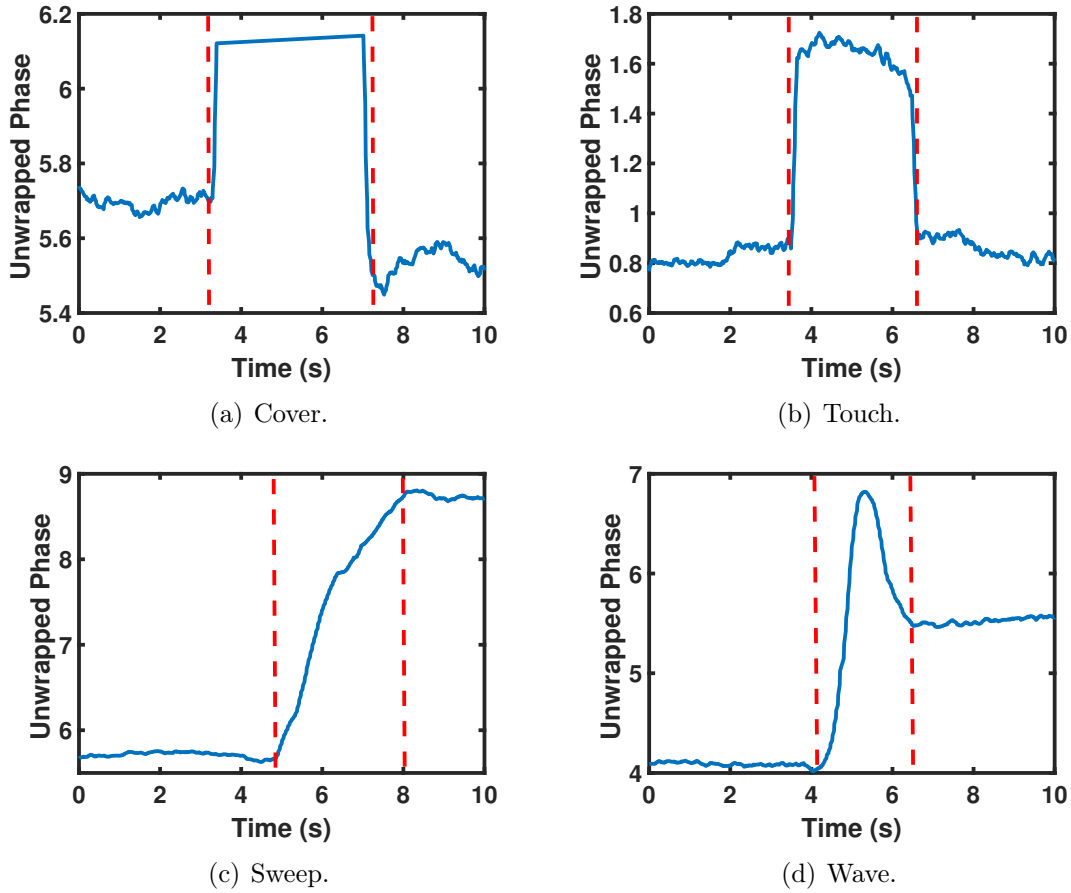 Unwrapped Phase
6.2
6
5.8
5.6
5.4
0 2 4 6 8 10
Time (s)
(a) Cover.
Unwrapped Phase
1.8
1.6
1.4
1.2
1
0.8
0.6
0 2 4 6 8 10
Time (s)
(b) Touch.
Unwrapped Phase
9
8
7
6
0 2 4 6 8 10
Time (s)
(c) Sweep.
Unwrapped Phase
7
6
5
4
0 2 4 6 8 10
Time (s)
(d) Wave.